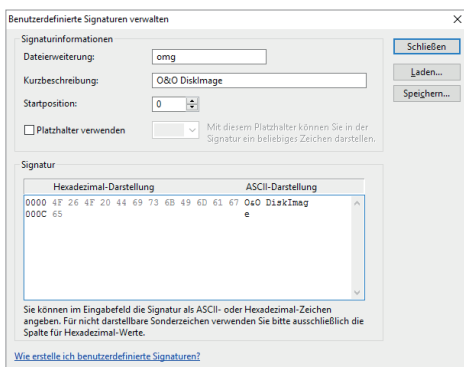 Benutzerdefinierte Signaturen verwalten
Signaturinformationen
Dateierweiterung: omg
Schließen
Kurzbeschreibung: O&O DiskImage
Laden...
Startposition: 0
Speichern...
Platzhalter verwenden
Mit diesem Platzhalter können Sie in der
Signatur ein beliebiges Zeichen darstellen.
Signatur
Hexadezimal-Darstellung ASCII-Darstellung
0000 4F 26 4F 20 44 69 73 6B 49 6D 61 67 O&O DiskImag
000C 65 e
Sie können im Eingabefeld die Signatur als ASCII- oder Hexadezimal-Zeichen
angeben. Für nicht darstellbare Sonderzeichen verwenden Sie bitte ausschließlich die
Spalte für Hexadezimal-Werte.
Wie erstelle ich benutzerdefinierte Signaturen?